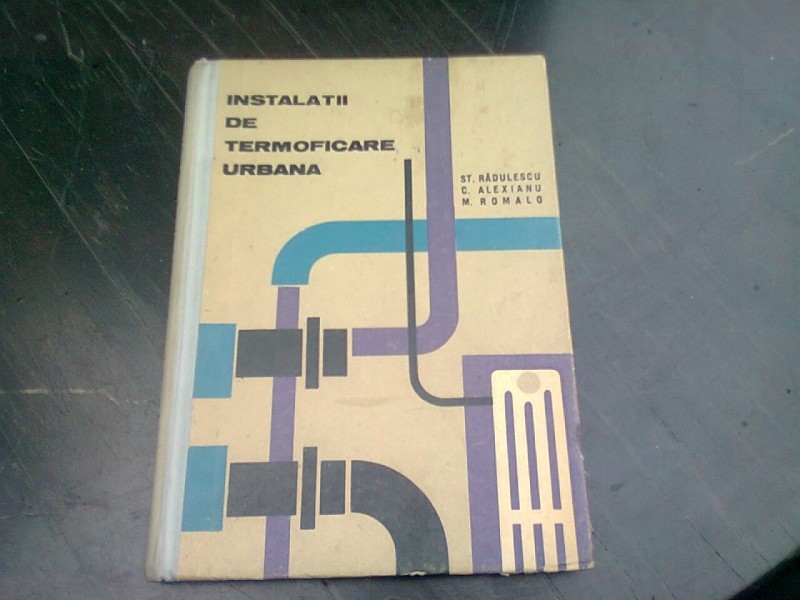 INSTALATII
DE
TERMOFICARE
URBANA
ST. RĂDULESCU
C. ALEXIANU
M. ROMALO